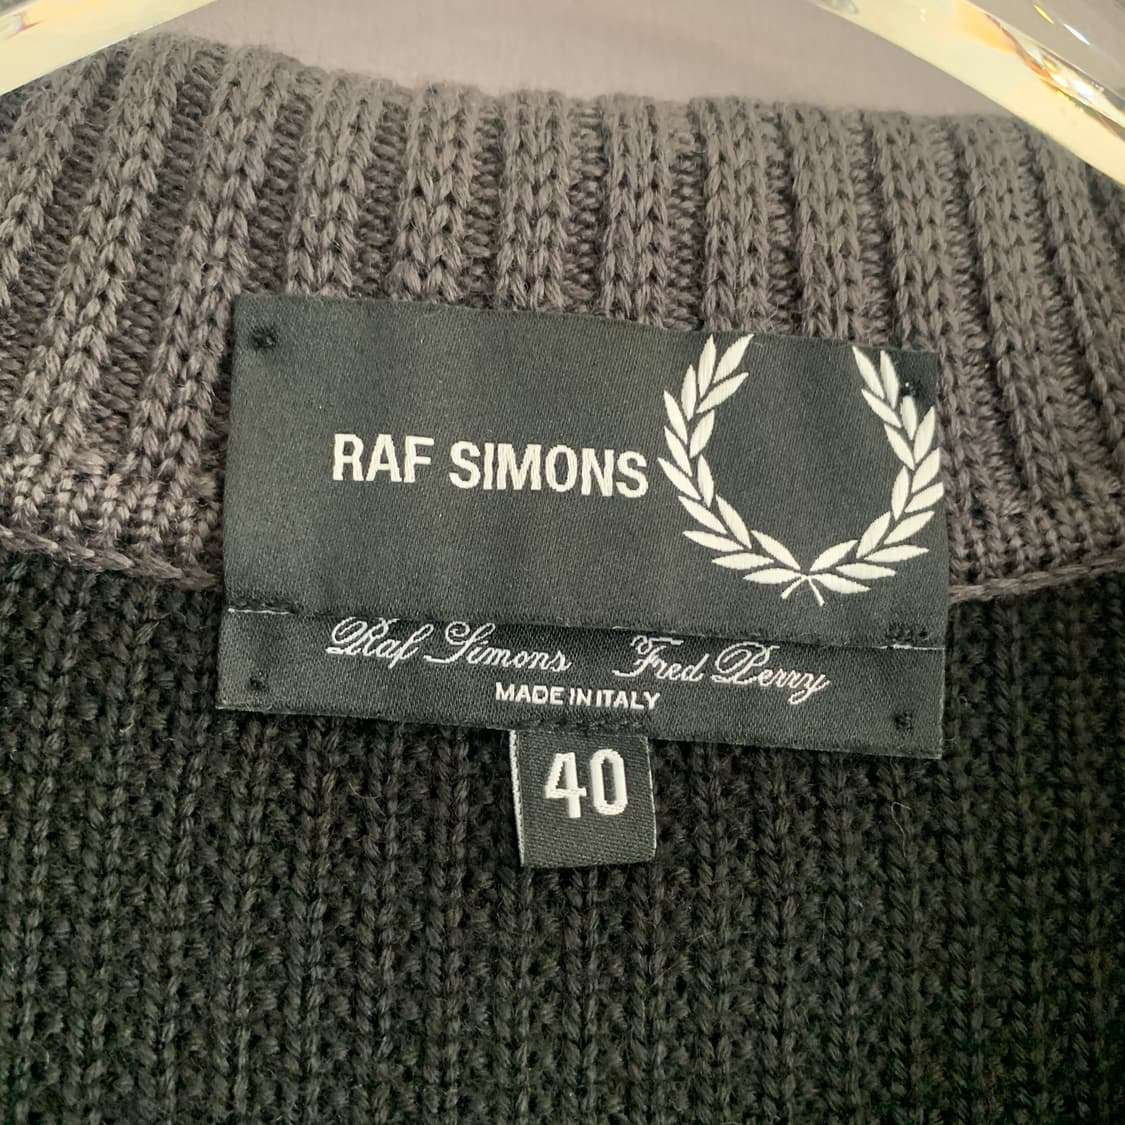 RAF SIMONS
Raf Simons Fred Perry
MADE IN ITALY
40